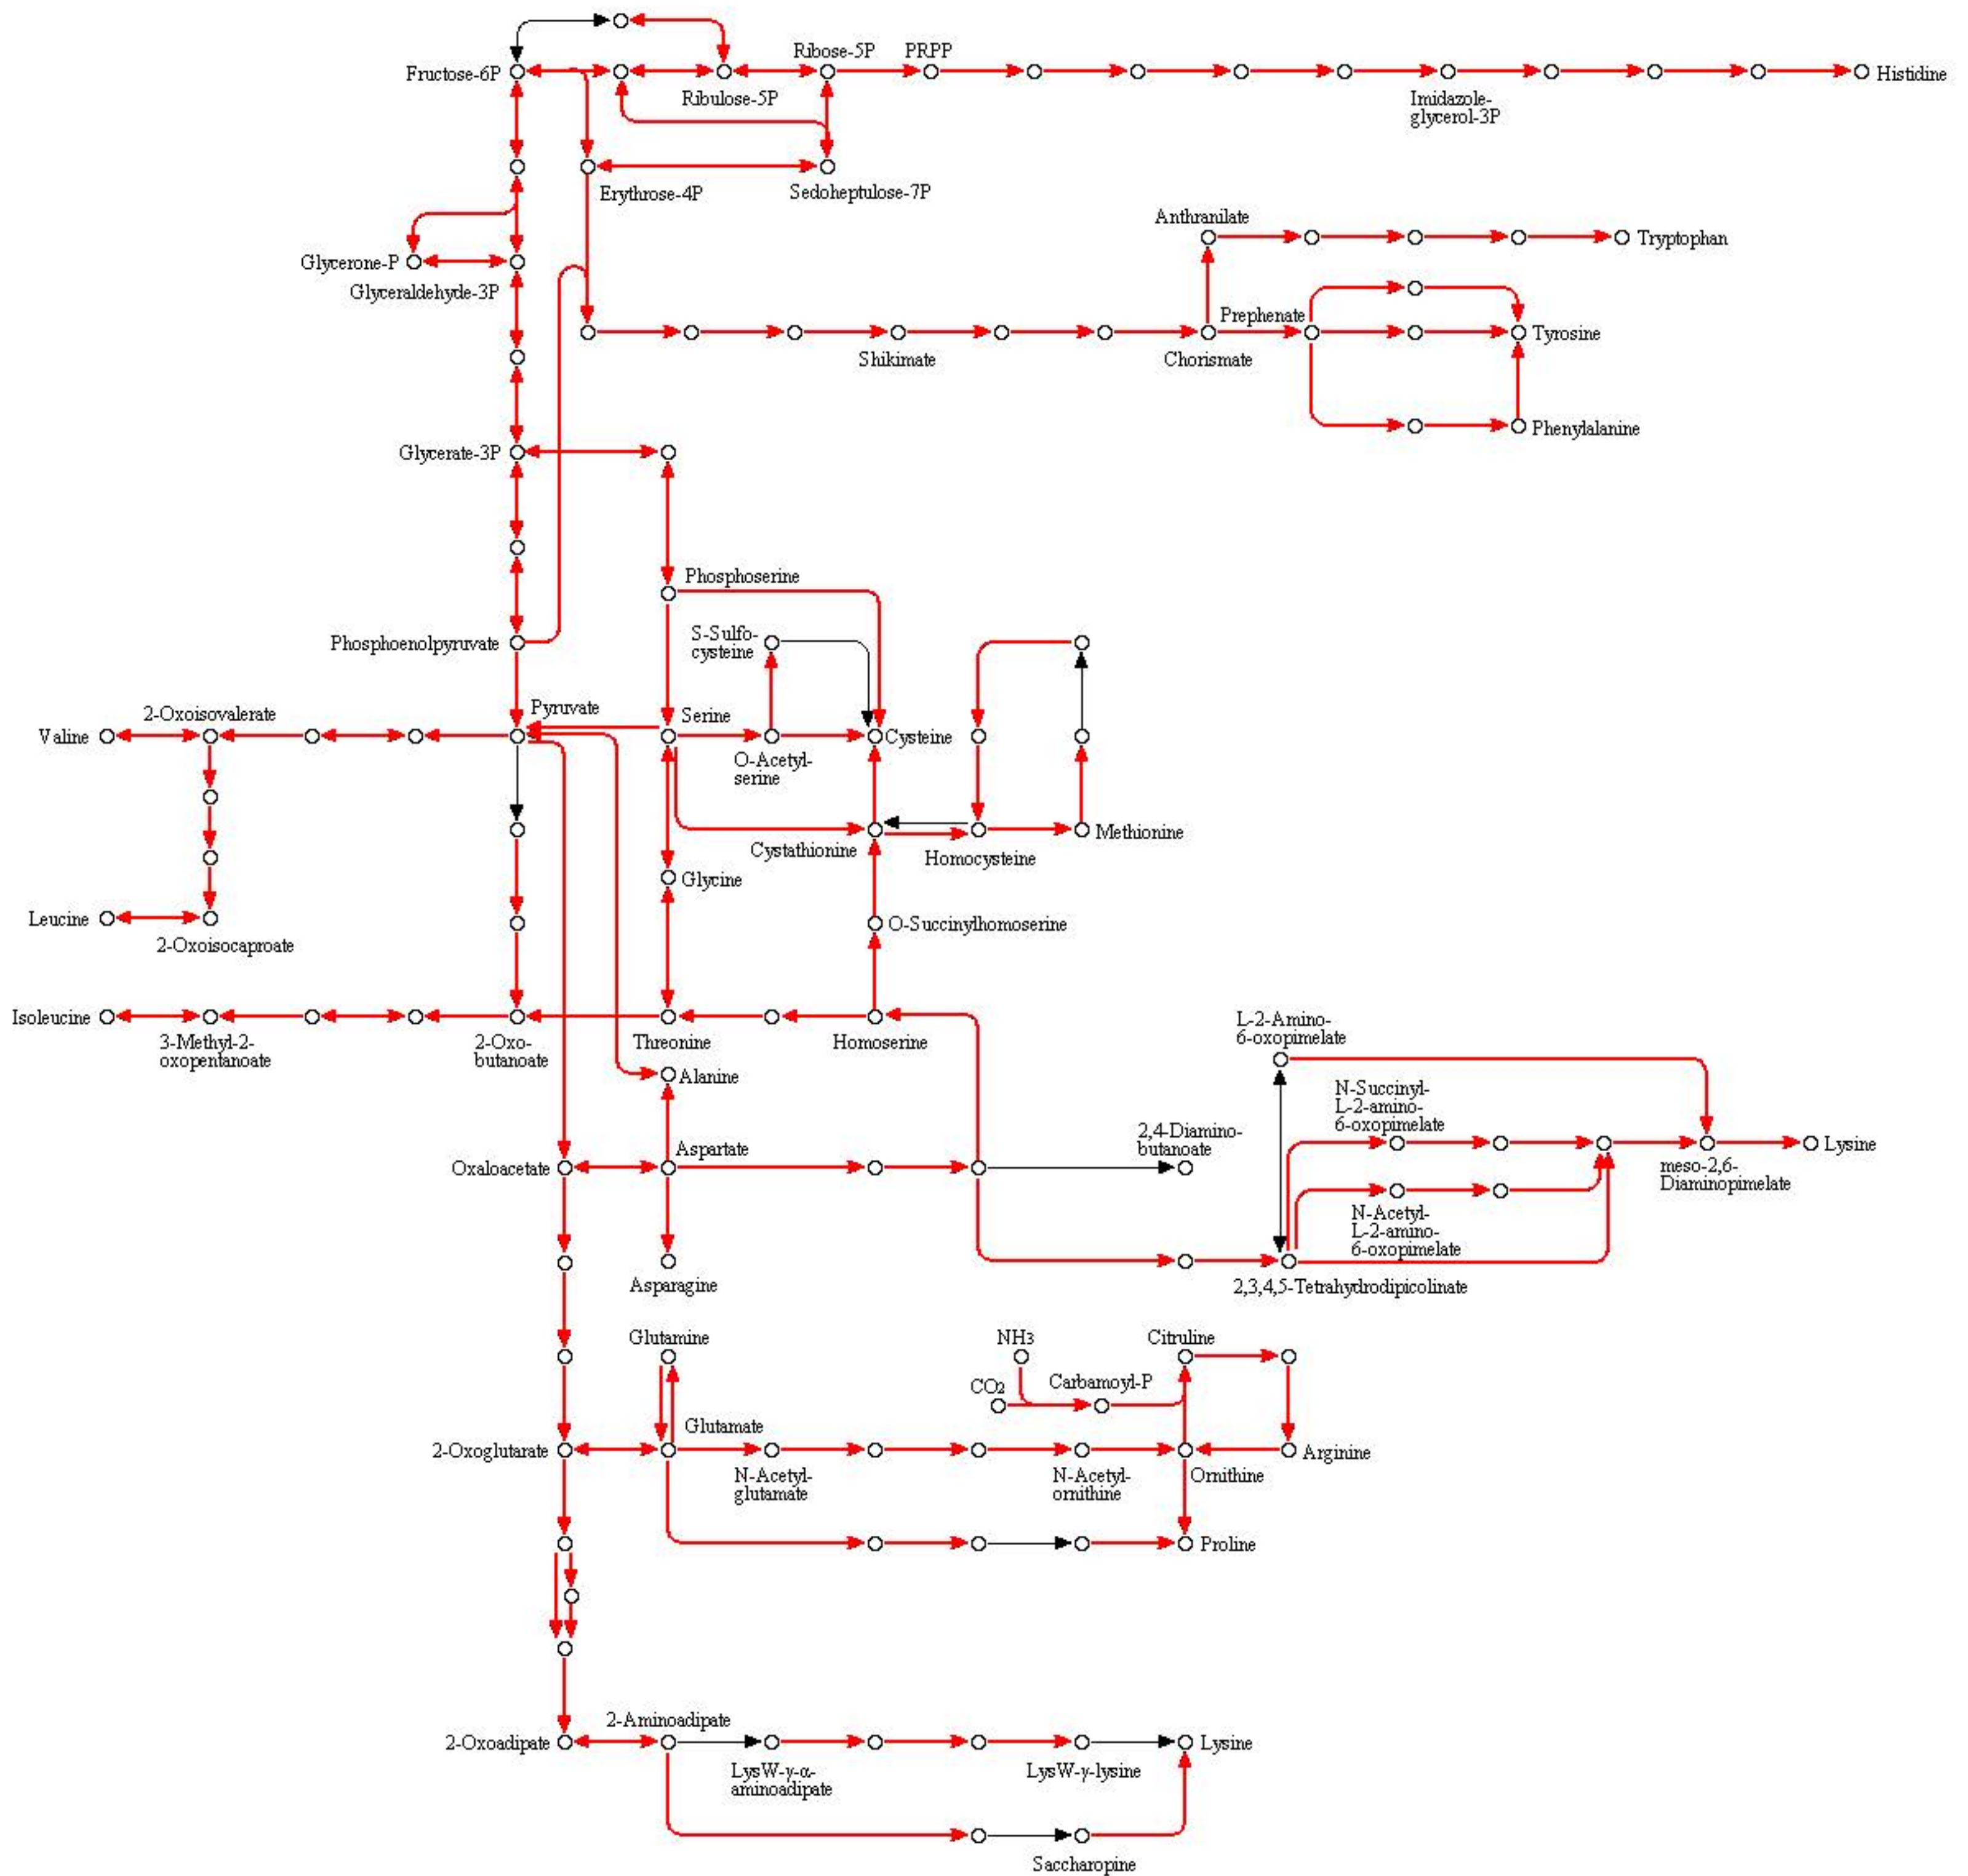 Ribose-5P
PRPP
Fructose-6P
Histidine
Ribulose-5P
Imidazole-
glycerol-3P
Erythrose-4P
Sedoheptulose-7P
Anthranilate
Tryptophan
Glycerone-P
Glyceraldehyde-3P
Prephenate
Tyrosine
Shikimate
Chorismate
Phenylalanine
Glycerate-3P
Phosphoserine
S-Sulfo-
cysteine
Phosphoenolpyruvate
2-Oxoisovalerate
Pyruvate
Serine
Valine
Cysteine
O-Acetyl-
serine
Methionine
Cystathionine
Homocysteine
Glycine
Leucine
O-Succinylhomoserine
2-Oxoisocaproate
Isoleucine
3-Methyl-2-
oxopentanoate
2-Oxo-
butanoate
Threonine
Homoserine
L-2-Amino-
6-oxopimelate
Alanine
N-Succinyl-
L-2-amino-
6-oxopimelate
2,4-Diamino-
butanoate
Aspartate
Oxaloacetate
Lysine
meso-2,6-
Diaminopimelate
N-Acetyl-
L-2-amino-
6-oxopimelate
Asparagine
2,3,4,5-Tetrahydrodipicolinate
Glutamine
NH3
Citruline
CO2
Carbamoyl-P
Glutamate
2-Oxoglutarate
Arginine
N-Acetyl-
glutamate
N-Acetyl-
ornithine
Ornithine
Proline
2-Aminoadipate
2-Oxoadipate
Lysine
LysW-γ-α-
aminoadipate
LysW-γ-lysine
Saccharopine